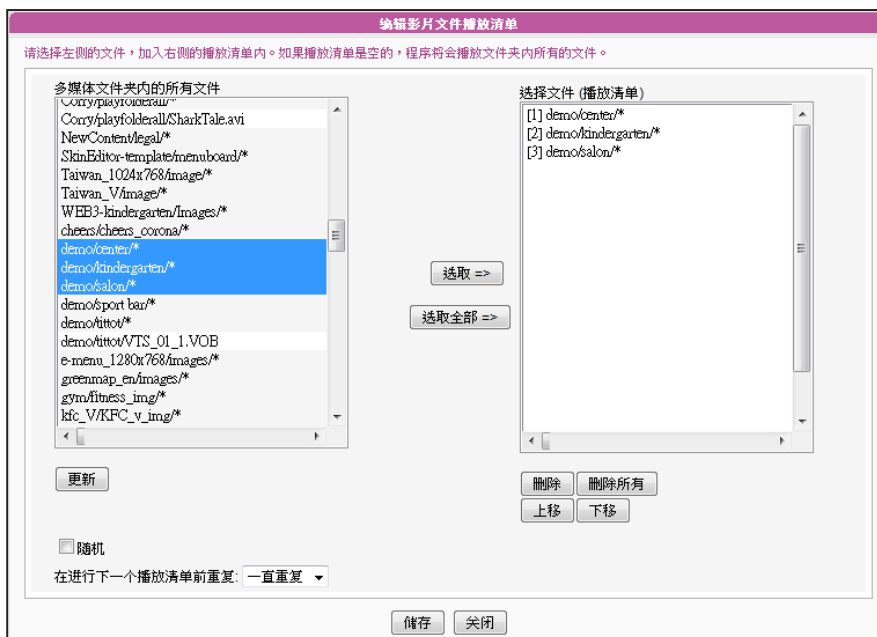 编辑影片文件播放清单
请选择左侧的文件，加入右侧的播放清单内。如果播放清单是空的，程序将会播放文件夹内所有的文件。
多媒体文件夹内的所有文件
Corry/playfolderall/*
Corry/playfolderall/SharkTale.avi
NewContent/legal/*
SkinEditor-template/menuboard/*
Taiwan_1024x768/image/*
Taiwan_V/image/*
WEB3-kindergarten/Images/*
cheers/cheers_corona/*
demo/center/*
demo/kindergarten/*
demo/salon/*
demo/sport bar/*
demo/tittot/*
demo/tittot/VTS_01_1.VOB
e-menu_1280x768/images/*
greenmap_en/images/*
gym/fitness_img/*
kfc_V/KFC_v_img/*
更新
选取 =>
选取全部 =>
选择文件 (播放清单)
[1] demo/center/*
[2] demo/kindergarten/*
[3] demo/salon/*
删除 删除所有
上移 下移
随机
在进行下一个播放清单前重复: 一直重复
储存 关闭